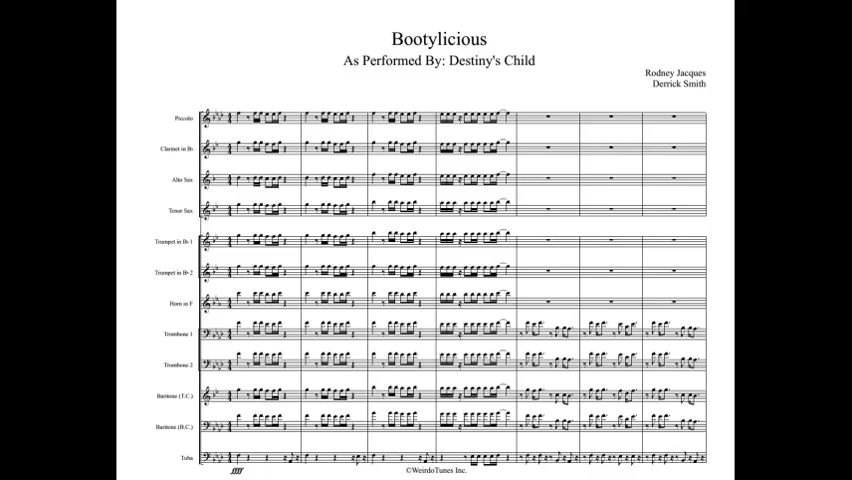 Bootylicious
As Performed By: Destiny's Child
Rodney Jacques
Derrick Smith
Piccolo
Clarinet in B♭
Alto Sax
Tenor Sax
Trumpet in B♭ 1
Trumpet in B♭ 2
Horn in F
Trombone 1
Trombone 2
Baritone (T.C.)
Baritone (B.C.)
Tuba
ffff
©WeirdoTunes Inc.